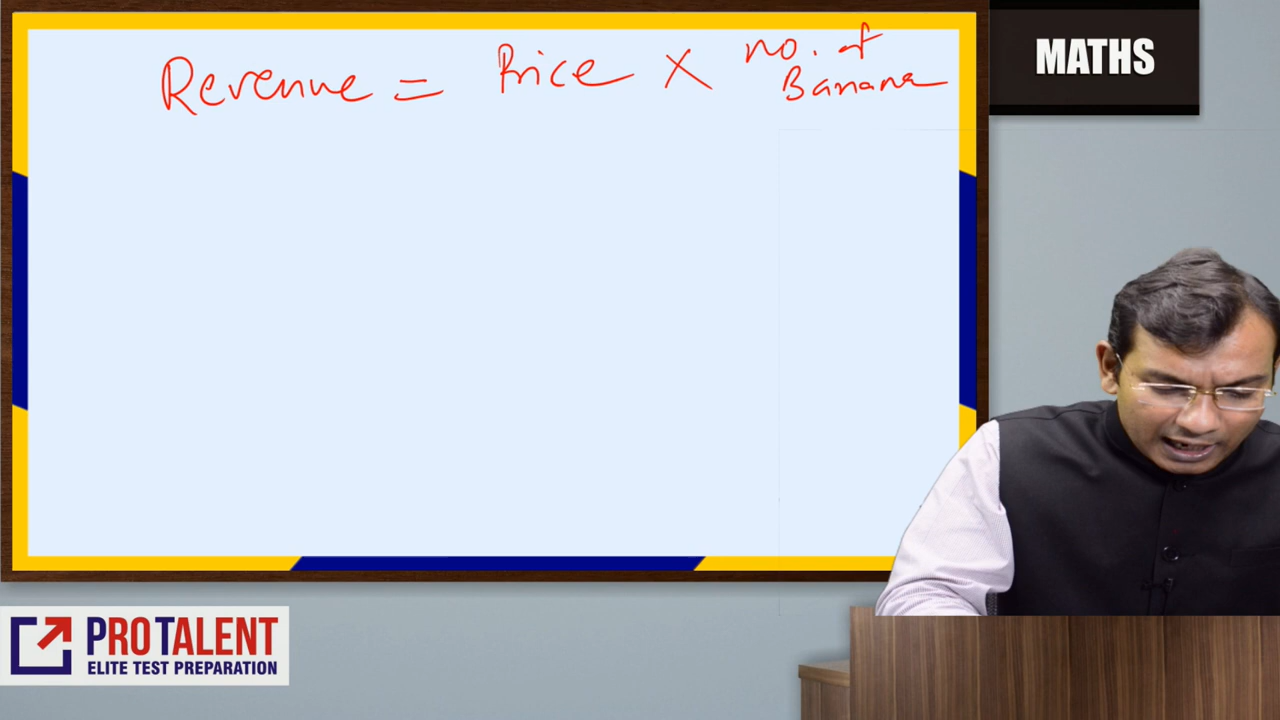 MATHS
Revenue = Price × no. of
Banana
PROTALENT
ELITE TEST PREPARATION